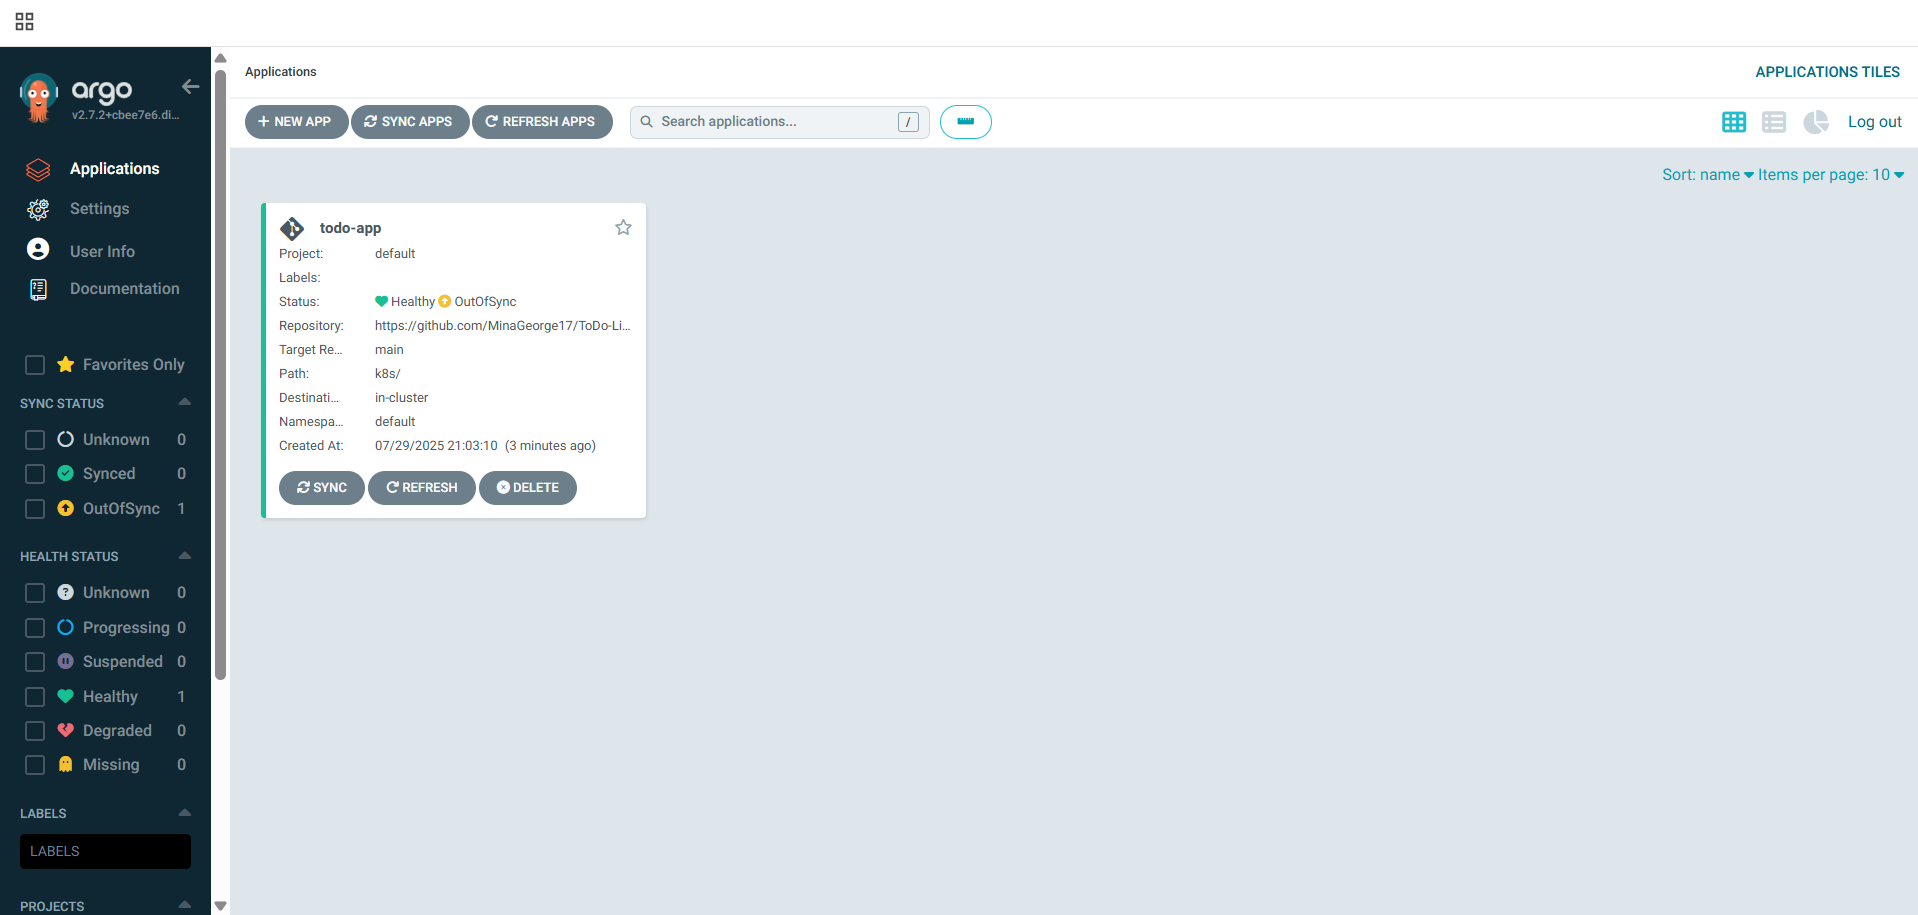 argo
v2.7.2+cbee7e6.di...
Applications
Settings
User Info
Documentation
Favorites Only
SYNC STATUS
Unknown 0
Synced 0
OutOfSync 1
HEALTH STATUS
Unknown 0
Progressing 0
Suspended 0
Healthy 1
Degraded 0
Missing 0
LABELS
LABELS
PROJECTS
Applications
APPLICATIONS TILES
NEW APP
SYNC APPS
REFRESH APPS
Search applications...
/
Log out
Sort: name Items per page: 10
todo-app
Project: default
Labels:
Status: Healthy OutOfSync
Repository: https://github.com/MinaGeorge17/ToDo-Li...
Target Re... main
Path: k8s/
Destinati... in-cluster
Namespa... default
Created At: 07/29/2025 21:03:10 (3 minutes ago)
SYNC REFRESH DELETE